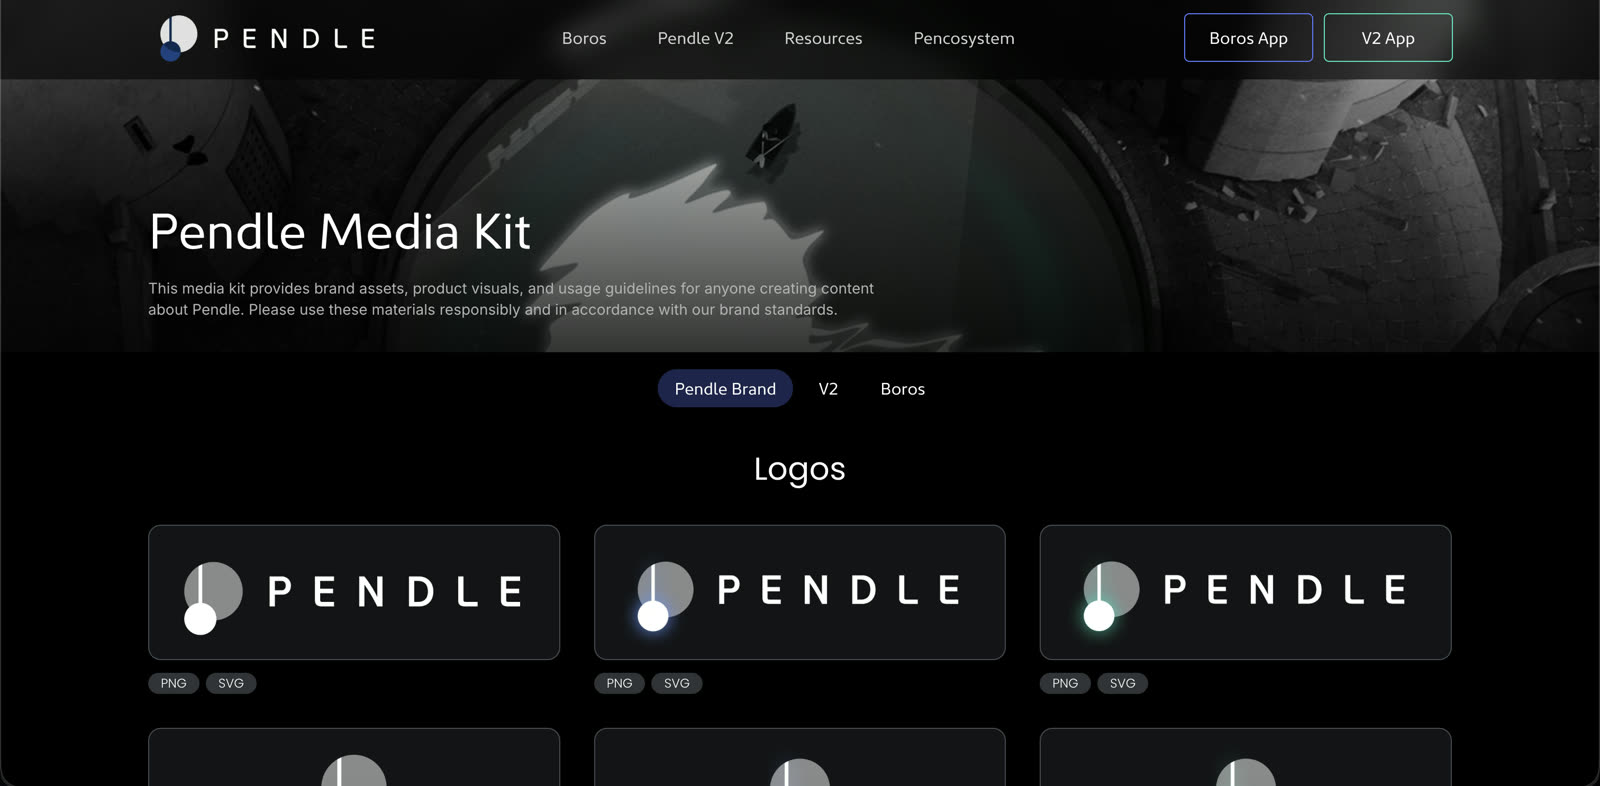 PENDLE
Boros
Pendle V2
Resources
Pencosystem
Boros App
V2 App
Pendle Media Kit
This media kit provides brand assets, product visuals, and usage guidelines for anyone creating content
about Pendle. Please use these materials responsibly and in accordance with our brand standards.
Pendle Brand
V2
Boros
Logos
PENDLE
PENDLE
PENDLE
PNG
SVG
PNG
SVG
PNG
SVG